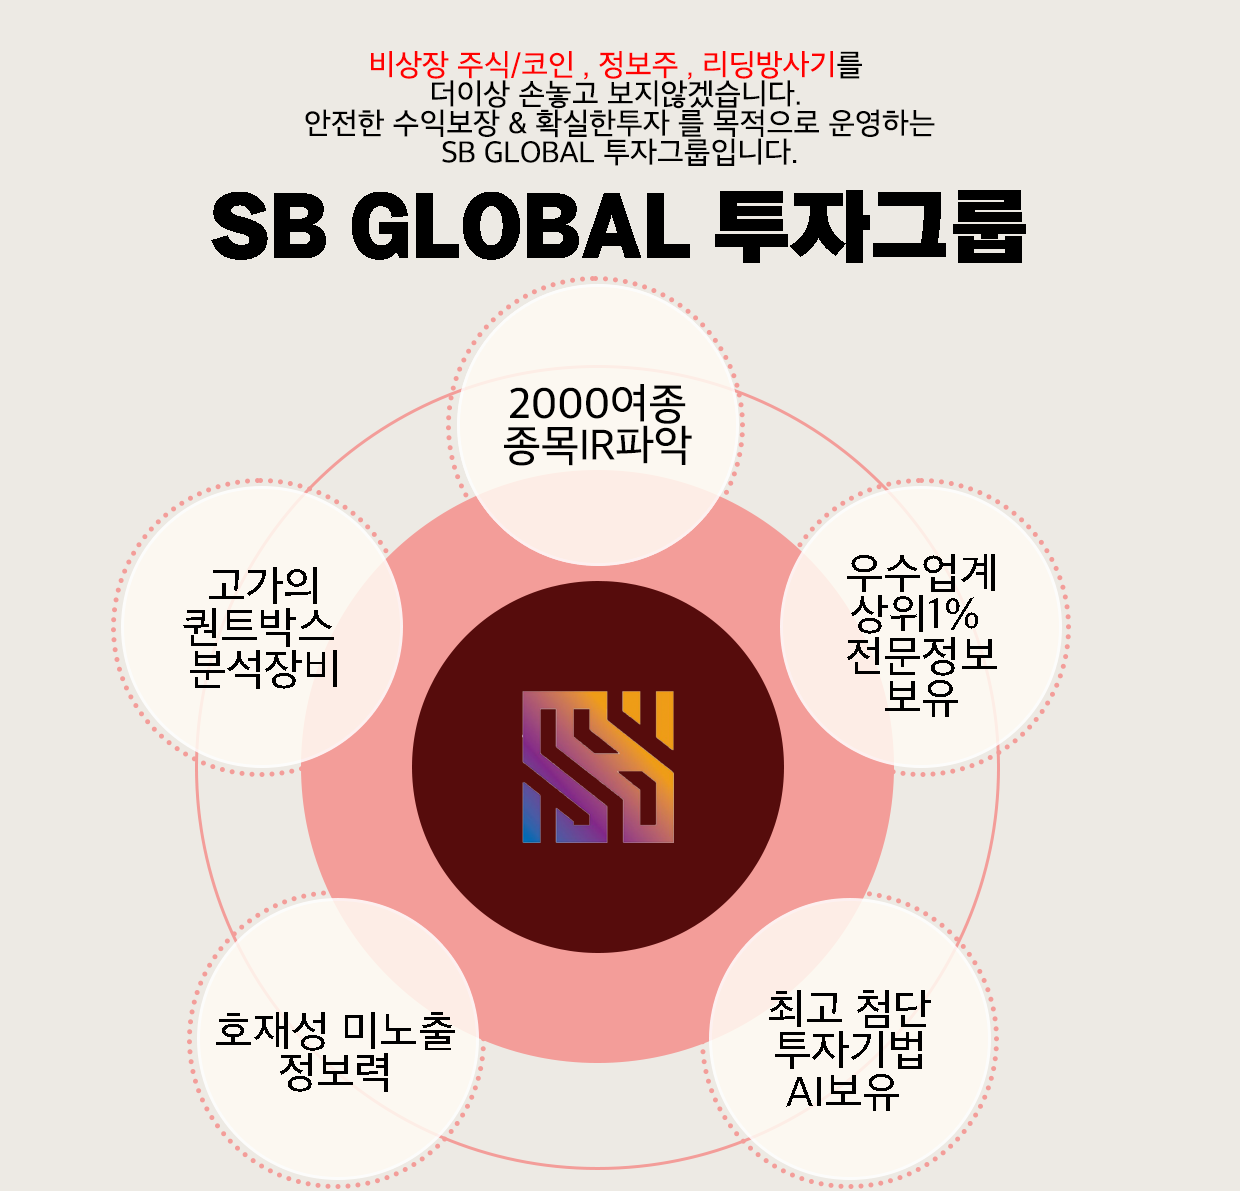 비상장 주식/코인 , 정보주 , 리딩방사기를
더이상 손놓고 보지않겠습니다.
안전한 수익보장 & 확실한투자 를 목적으로 운영하는
SB GLOBAL 투자그룹입니다.
SB GLOBAL 투자그룹
2000여종
종목IR파악
고가의
퀀트박스
분석장비
우수업계
상위1%
전문정보
보유
호재성 미노출
정보력
최고 첨단
투자기법
AI보유